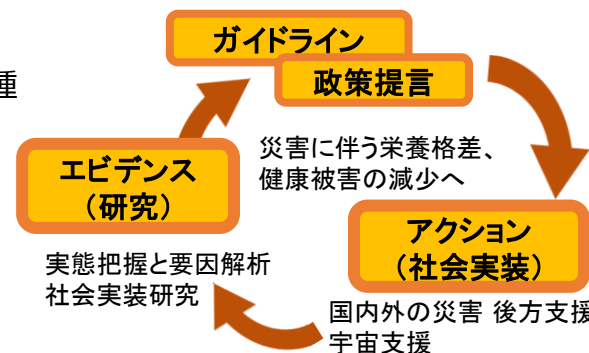 ガイドライン
政策提言
種
災害に伴う栄養格差、
健康被害の減少へ
エビデンス
（研究）
アクション
（社会実装）
実態把握と要因解析
社会実装研究
国内外の災害 後方支援
宇宙支援